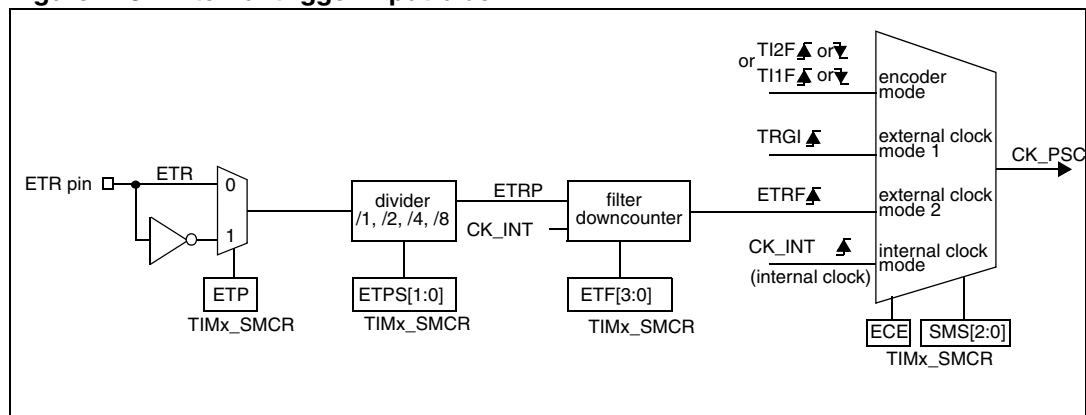 TI2F or
or TI1F or
encoder
mode
TRGI
external clock
mode 1
CK_PSC
ETR pin
ETR
0
1
divider
/1, /2, /4, /8
ETRP
CK_INT
filter
downcounter
ETRF
external clock
mode 2
CK_INT
(internal clock)
internal clock
mode
ETP
TIMx_SMCR
ETPS[1:0]
TIMx_SMCR
ETF[3:0]
TIMx_SMCR
ECE
SMS[2:0]
TIMx_SMCR